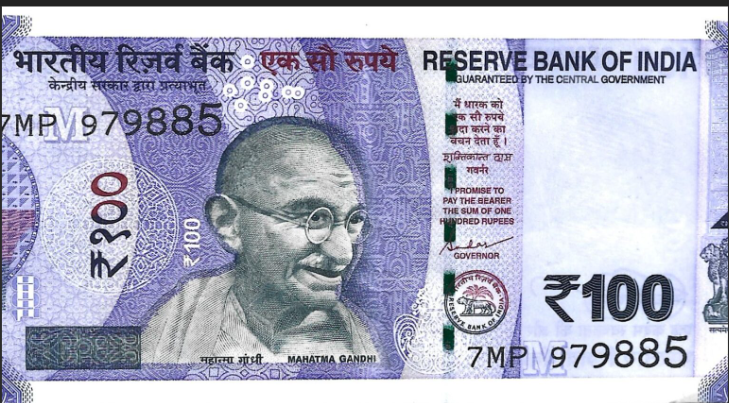 भारतीय रिज़र्व बैंक एक सौ रुपये RESERVE BANK OF INDIA
केन्द्रीय सरकार द्वारा प्रत्याभूत GUARANTEED BY THE CENTRAL GOVERNMENT
7MP 979885
मैं धारक को
एक सौ रुपये
अदा करने का
वचन देता हूँ ।
गवर्नर
I PROMISE TO
PAY THE BEARER
THE SUM OF ONE
HUNDRED RUPEES
GOVERNOR
₹१००
₹100
₹100
RESERVE BANK OF INDIA
महात्मा गांधी MAHATMA GANDHI
7MP 979885